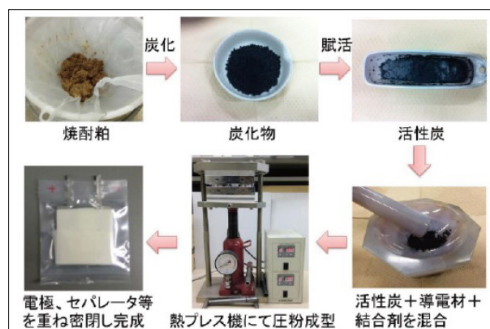 炭化
賦活
焼酎粕
炭化物
活性炭
電極、セパレータ等
を重ね密閉し完成
熱プレス機にて圧粉成型
活性炭＋導電材＋
結合剤を混合